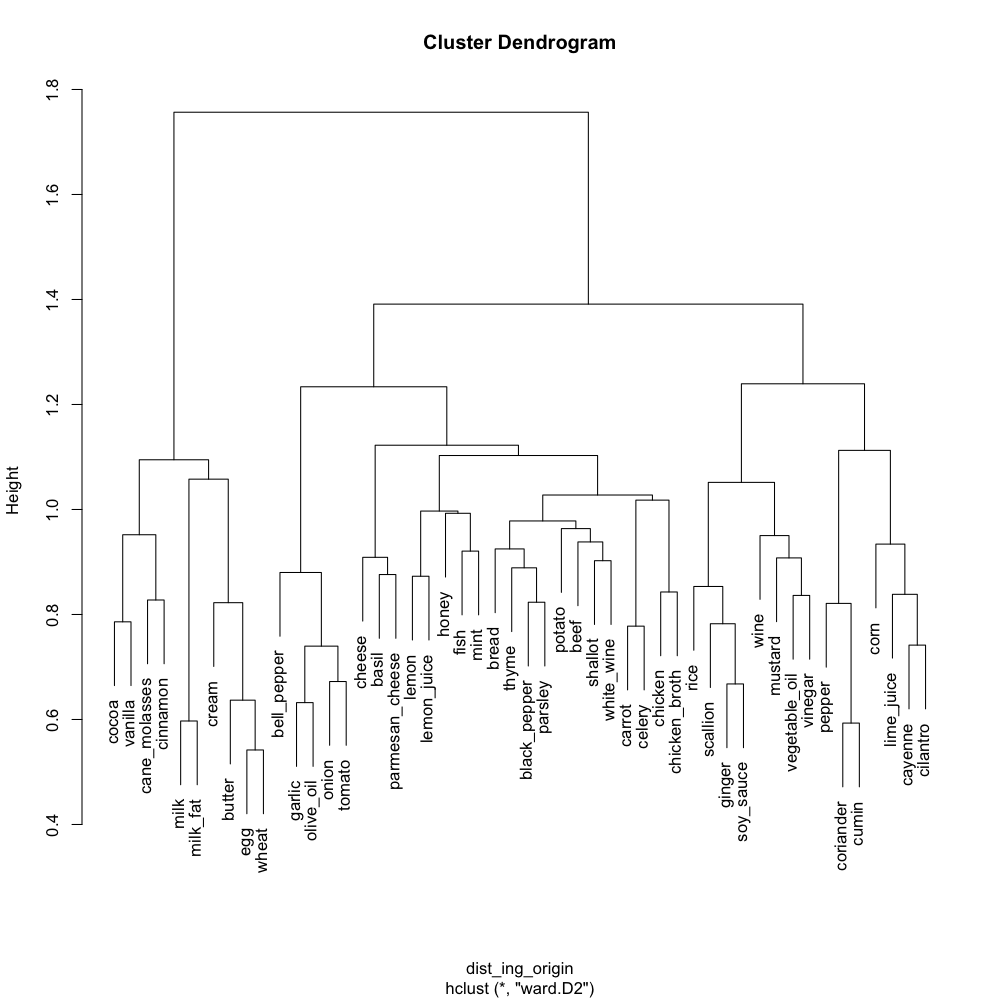 Cluster Dendrogram
Height
1.8
1.6
1.4
1.2
1.0
0.8
0.6
0.4
cocoa
vanilla
cane_molasses
cinnamon
milk
milk_fat
cream
butter
egg
wheat
bell_pepper
garlic
olive_oil
onion
tomato
cheese
basil
parmesan_cheese
lemon
lemon_juice
honey
fish
mint
bread
thyme
black_pepper
parsley
potato
beef
shallot
white_wine
carrot
celery
chicken
chicken_broth
rice
scallion
ginger
soy_sauce
wine
mustard
vegetable_oil
vinegar
pepper
coriander
cumin
corn
lime_juice
cayenne
cilantro
dist_ing_origin
hclust (*, "ward.D2")